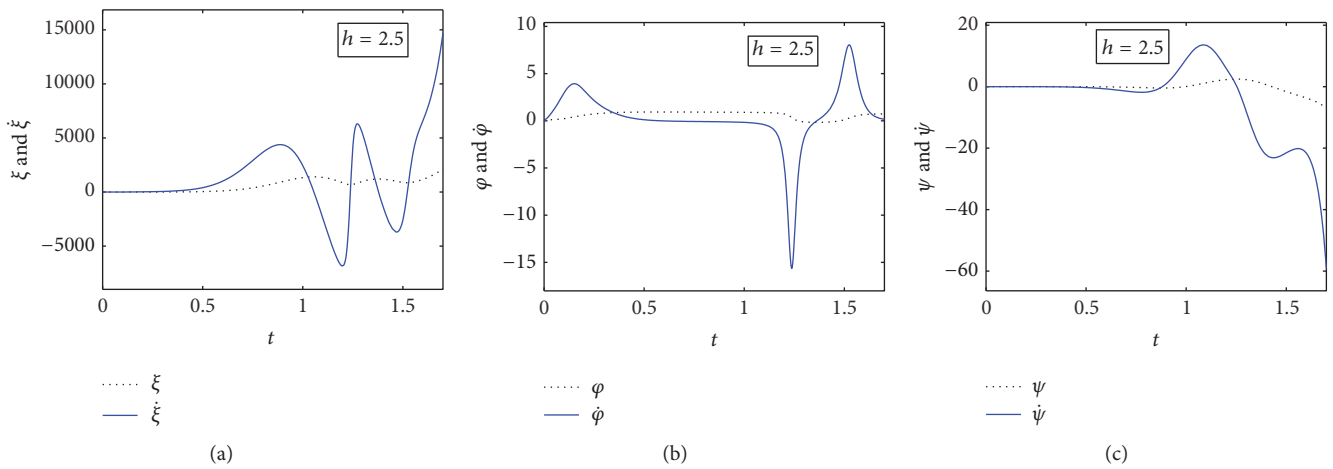 15000
10000
5000
0
−5000
ξ and ξ̇
h = 2.5
0 0.5 1 1.5
t
ξ
ξ̇
(a)
10
5
0
−5
−10
−15
φ and φ̇
h = 2.5
0 0.5 1 1.5
t
φ
φ̇
(b)
20
0
−20
−40
−60
ψ and ψ̇
h = 2.5
0 0.5 1 1.5
t
ψ
ψ̇
(c)